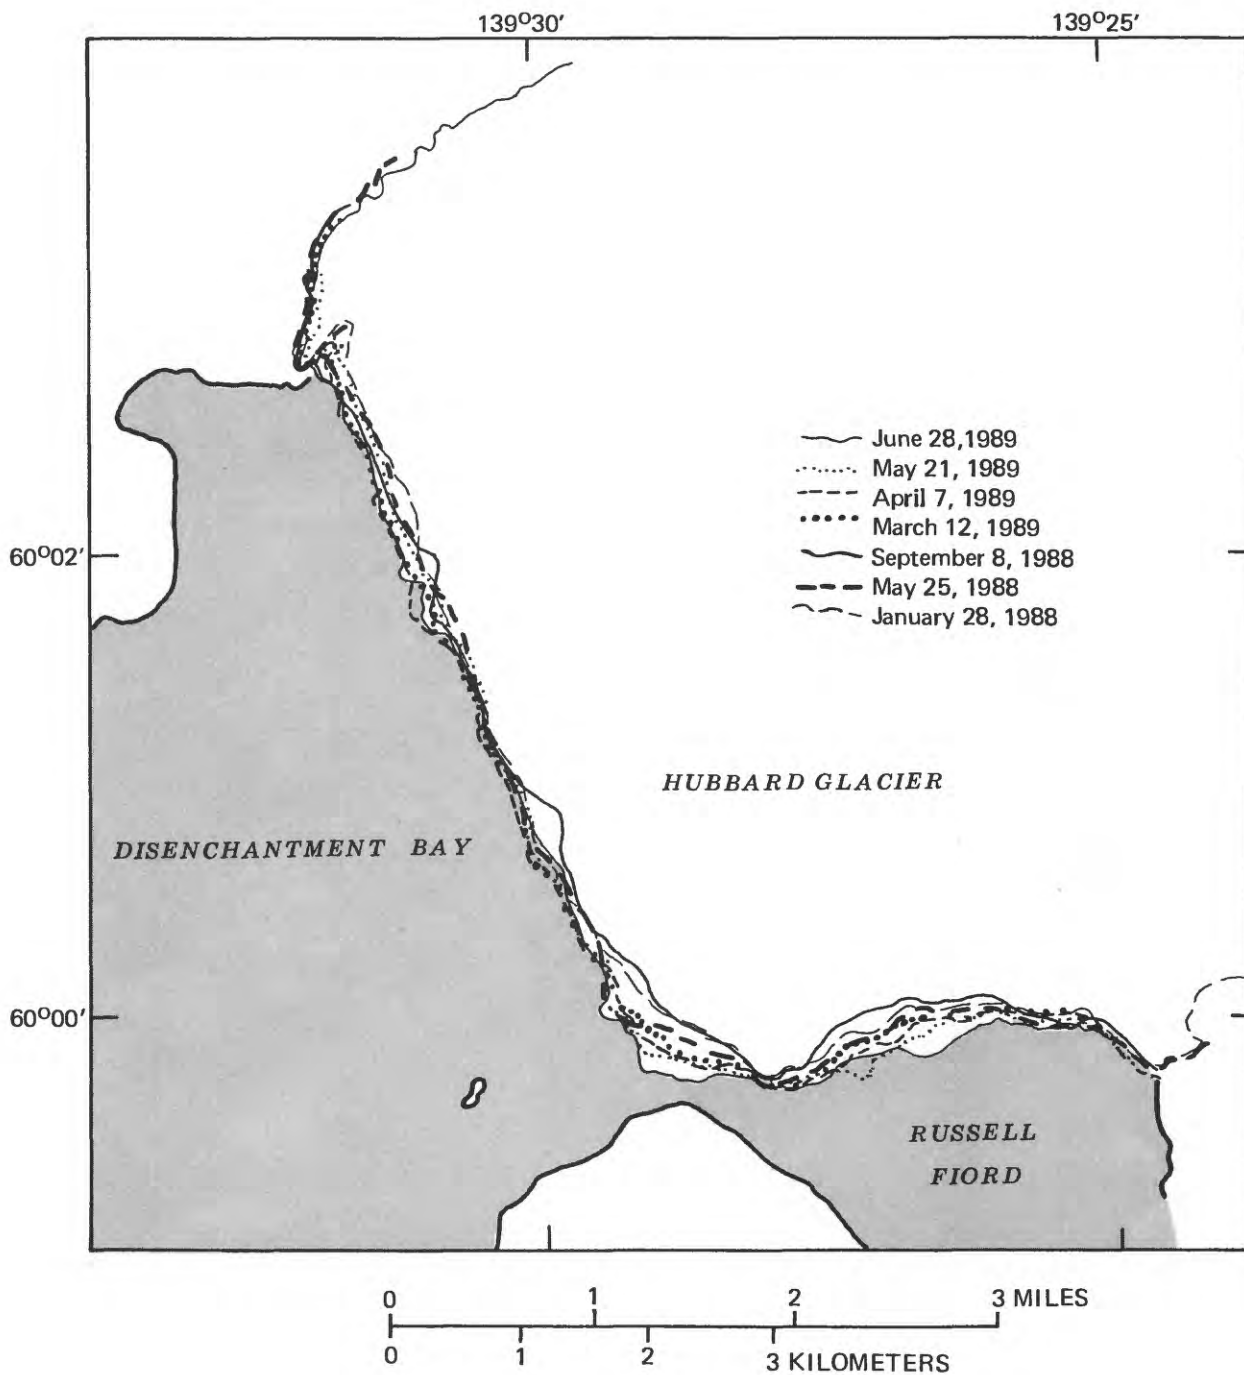 139°30'
139°25'
June 28,1989
May 21, 1989
April 7, 1989
March 12, 1989
60°02'
September 8, 1988
May 25, 1988
January 28, 1988
HUBBARD GLACIER
DISENCHANTMENT BAY
60°00'
RUSSELL
FIORD
0 1 2 3 MILES
0 1 2 3 KILOMETERS